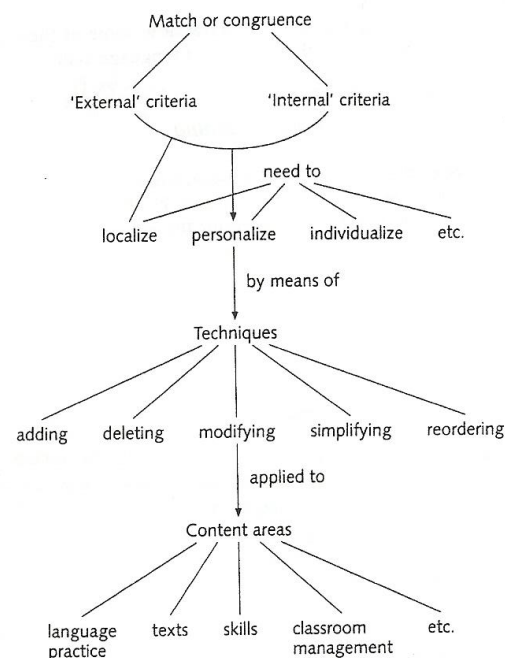 Match or congruence
'External' criteria
'Internal' criteria
need to
localize
personalize
individualize
etc.
by means of
Techniques
adding
deleting
modifying
simplifying
reordering
applied to
Content areas
language
practice
texts
skills
classroom
management
etc.